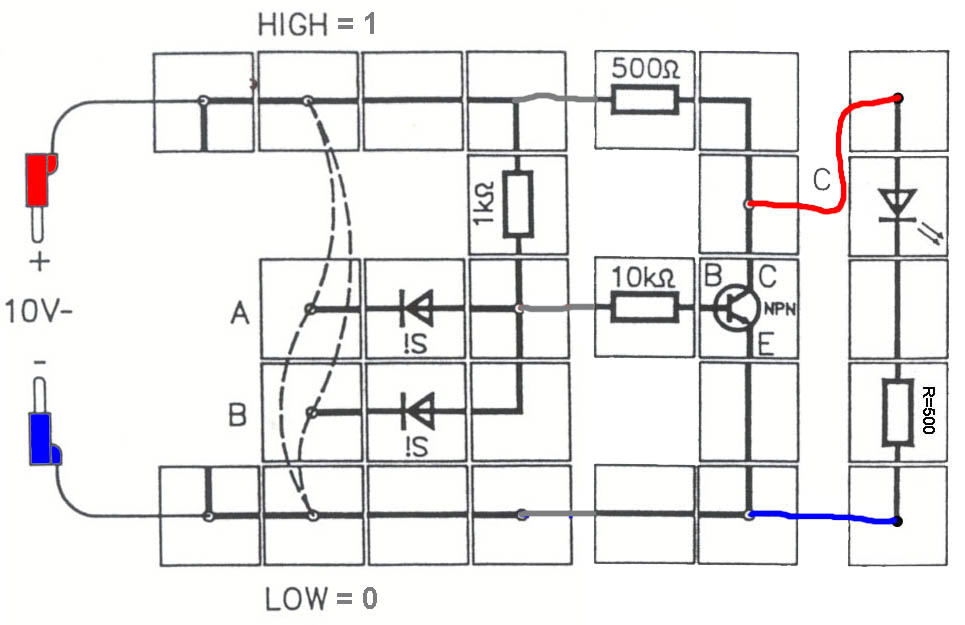 HIGH = 1
500Ω
1kΩ
C
+
10V-
-
A
!S
10kΩ
B
C
NPN
E
B
!S
R=500
LOW = 0